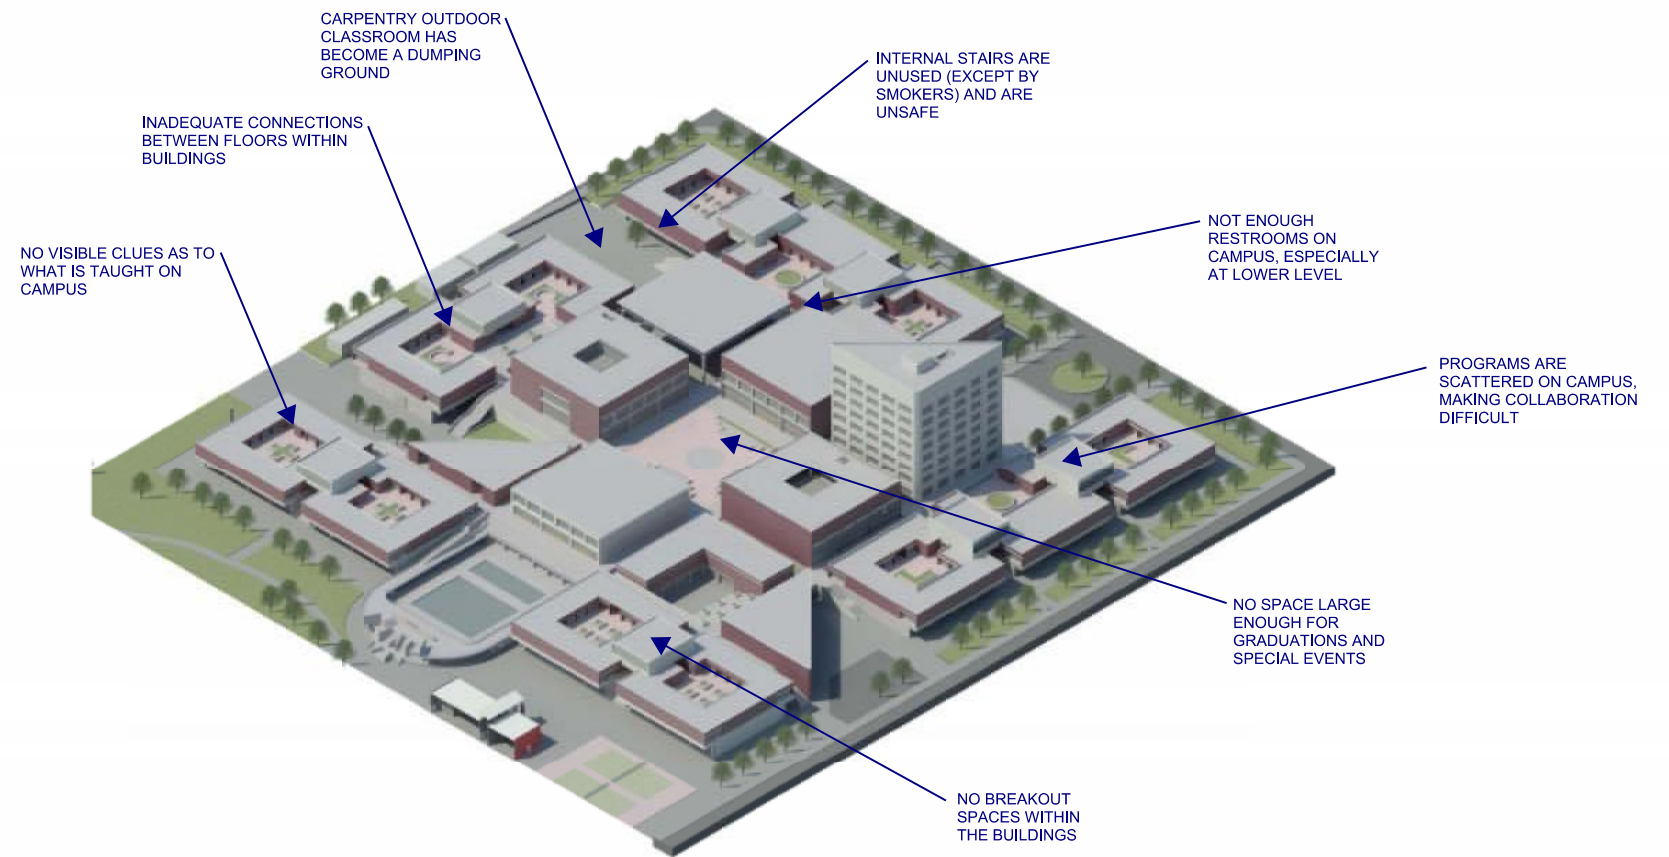 CARPENTRY OUTDOOR
CLASSROOM HAS
BECOME A DUMPING
GROUND
INTERNAL STAIRS ARE
UNUSED (EXCEPT BY
SMOKERS) AND ARE
UNSAFE
INADEQUATE CONNECTIONS
BETWEEN FLOORS WITHIN
BUILDINGS
NOT ENOUGH
RESTROOMS ON
CAMPUS, ESPECIALLY
AT LOWER LEVEL
NO VISIBLE CLUES AS TO
WHAT IS TAUGHT ON
CAMPUS
PROGRAMS ARE
SCATTERED ON CAMPUS,
MAKING COLLABORATION
DIFFICULT
NO SPACE LARGE
ENOUGH FOR
GRADUATIONS AND
SPECIAL EVENTS
NO BREAKOUT
SPACES WITHIN
THE BUILDINGS